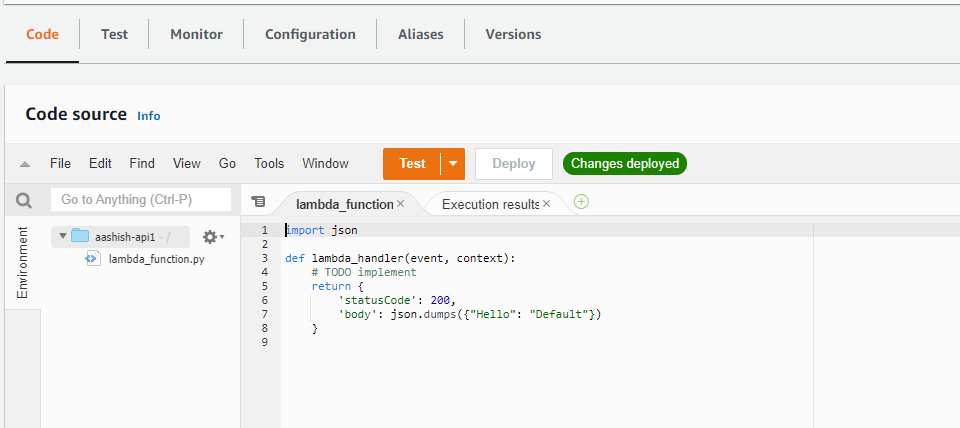 Code Test Monitor Configuration Aliases Versions
Code source Info
File Edit Find View Go Tools Window Test Deploy Changes deployed
Go to Anything (Ctrl-P) lambda_function Execution results
Environment
aashish-api1 - /
lambda_function.py
1 import json
2
3 def lambda_handler(event, context):
4 # TODO implement
5 return {
6 'statusCode': 200,
7 'body': json.dumps({"Hello": "Default"})
8 }
9